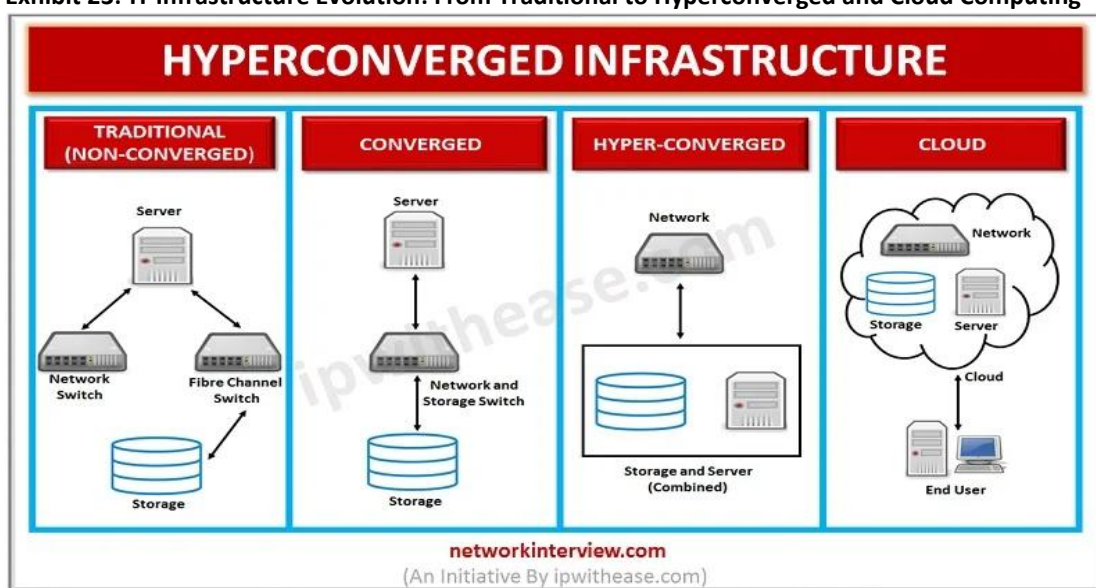 Exhibit 25: IT Infrastructure Evolution: From Traditional to Hyperconverged and Cloud Computing
HYPERCONVERGED INFRASTRUCTURE
TRADITIONAL
(NON-CONVERGED)
Server
Network
Switch
Fibre Channel
Switch
Storage
CONVERGED
Server
Network and
Storage Switch
Storage
HYPER-CONVERGED
Network
Storage and Server
(Combined)
CLOUD
Network
Storage
Server
Cloud
End User
ipwithease.com
networkinterview.com
(An Initiative By ipwithease.com)